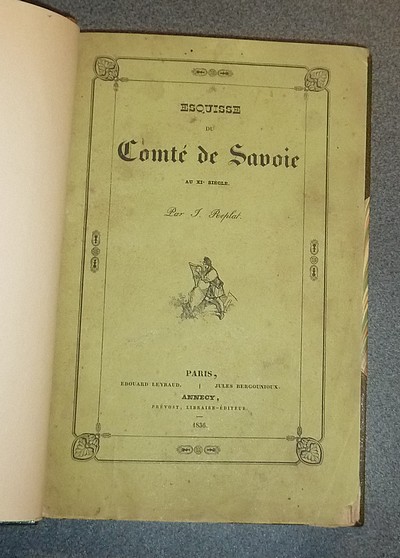 ESQUISSE
DU
Comté de Savoie
AU XIe SIÈCLE.
Par J. Replat.
PARIS,
EDOUARD LEYRAUD. | JULES BERGOUNIOUX.
ANNECY,
PRÉVOST, LIBRAIRE-ÉDITEUR.
1836.